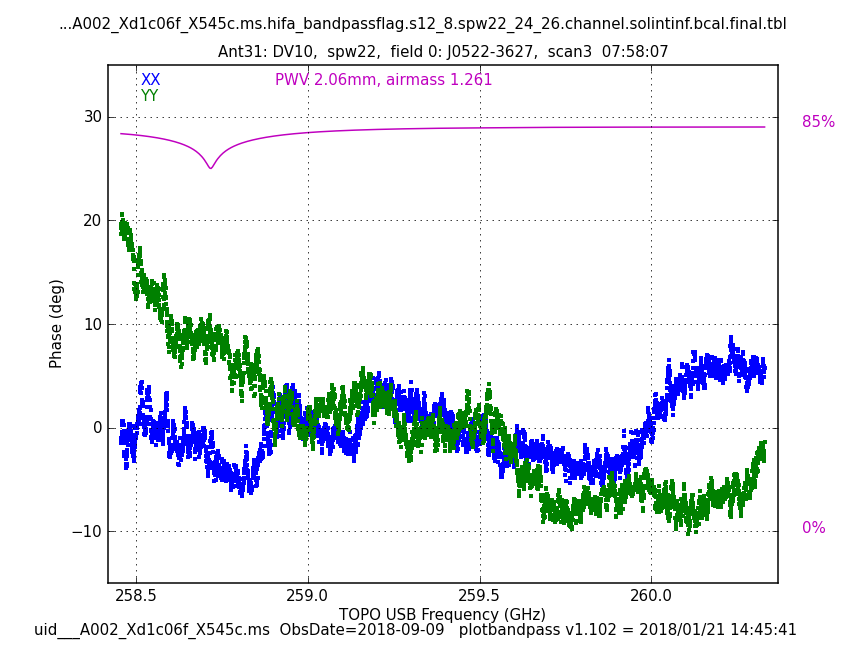 ...A002_Xd1c06f_X545c.ms.hifa_bandpassflag.s12_8.spw22_24_26.channel.solintinf.bcal.final.tbl
Ant31: DV10,  spw22,  field 0: J0522-3627,  scan3  07:58:07
XX
PWV 2.06mm, airmass 1.261
YY
85%
30
20
10
0
−10
0%
Phase (deg)
258.5
259.0
259.5
260.0
TOPO USB Frequency (GHz)
uid___A002_Xd1c06f_X545c.ms  ObsDate=2018-09-09   plotbandpass v1.102 = 2018/01/21 14:45:41